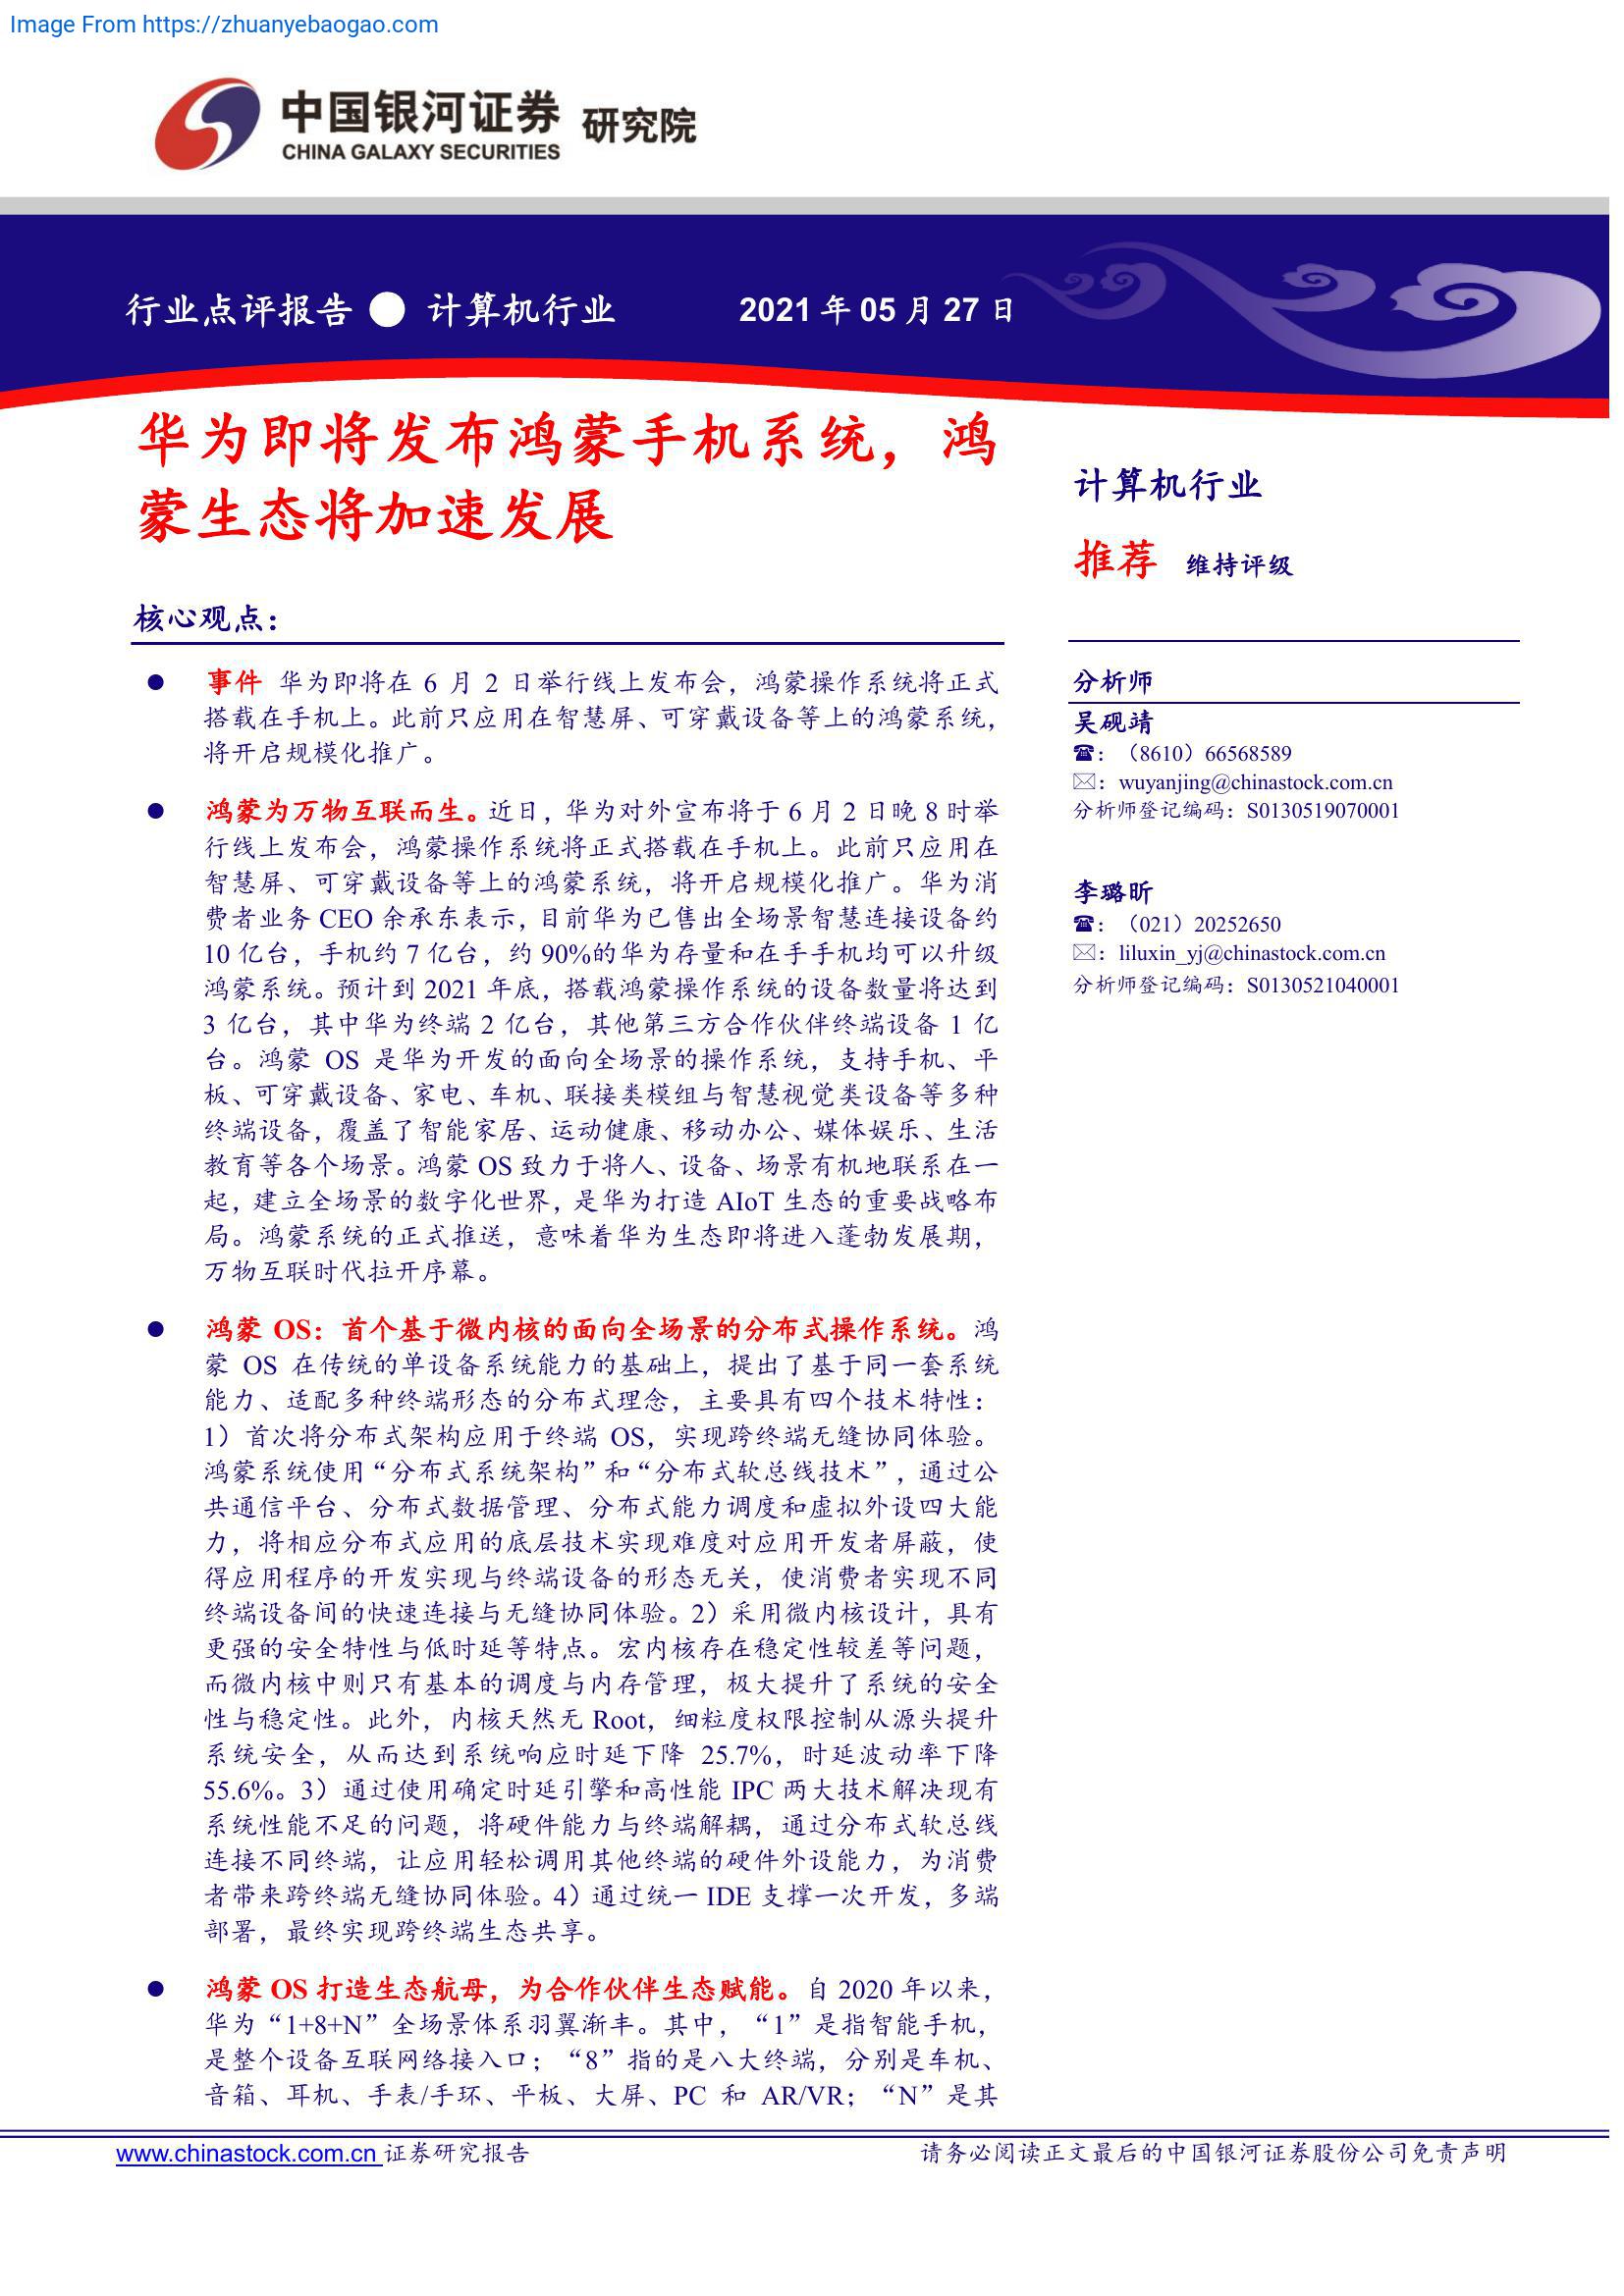 Image From https://zhuanyebaogao.com
中国银河证券 研究院
CHINA GALAXY SECURITIES
行业点评报告 ● 计算机行业 2021 年 05 月 27 日
华为即将发布鸿蒙手机系统，鸿
蒙生态将加速发展
核心观点：
● 事件 华为即将在 6 月 2 日举行线上发布会，鸿蒙操作系统将正式
搭载在手机上。此前只应用在智慧屏、可穿戴设备等上的鸿蒙系统，
将开启规模化推广。
● 鸿蒙为万物互联而生。近日，华为对外宣布将于 6 月 2 日晚 8 时举
行线上发布会，鸿蒙操作系统将正式搭载在手机上。此前只应用在
智慧屏、可穿戴设备等上的鸿蒙系统，将开启规模化推广。华为消
费者业务 CEO 余承东表示，目前华为已售出全场景智慧连接设备约
10 亿台，手机约 7 亿台，约 90%的华为存量和在手手机均可以升级
鸿蒙系统。预计到 2021 年底，搭载鸿蒙操作系统的设备数量将达到
3 亿台，其中华为终端 2 亿台，其他第三方合作伙伴终端设备 1 亿
台。鸿蒙 OS 是华为开发的面向全场景的操作系统，支持手机、平
板、可穿戴设备、家电、车机、联接类模组与智慧视觉类设备等多种
终端设备，覆盖了智能家居、运动健康、移动办公、媒体娱乐、生活
教育等各个场景。鸿蒙 OS 致力于将人、设备、场景有机地联系在一
起，建立全场景的数字化世界，是华为打造 AIoT 生态的重要战略布
局。鸿蒙系统的正式推送，意味着华为生态即将进入蓬勃发展期，
万物互联时代拉开序幕。
● 鸿蒙 OS：首个基于微内核的面向全场景的分布式操作系统。鸿
蒙 OS 在传统的单设备系统能力的基础上，提出了基于同一套系统
能力、适配多种终端形态的分布式理念，主要具有四个技术特性：
1）首次将分布式架构应用于终端 OS，实现跨终端无缝协同体验。
鸿蒙系统使用“分布式系统架构”和“分布式软总线技术”，通过公
共通信平台、分布式数据管理、分布式能力调度和虚拟外设四大能
力，将相应分布式应用的底层技术实现难度对应用开发者屏蔽，使
得应用程序的开发实现与终端设备的形态无关，使消费者实现不同
终端设备间的快速连接与无缝协同体验。2）采用微内核设计，具有
更强的安全特性与低时延等特点。宏内核存在稳定性较差等问题，
而微内核中则只有基本的调度与内存管理，极大提升了系统的安全
性与稳定性。此外，内核天然无 Root，细粒度权限控制从源头提升
系统安全，从而达到系统响应时延下降 25.7%，时延波动率下降
55.6%。3）通过使用确定时延引擎和高性能 IPC 两大技术解决现有
系统性能不足的问题，将硬件能力与终端解耦，通过分布式软总线
连接不同终端，让应用轻松调用其他终端的硬件外设能力，为消费
者带来跨终端无缝协同体验。4）通过统一 IDE 支撑一次开发，多端
部署，最终实现跨终端生态共享。
● 鸿蒙 OS 打造生态航母，为合作伙伴生态赋能。自 2020 年以来，
华为“1+8+N”全场景体系羽翼渐丰。其中，“1”是指智能手机，
是整个设备互联网络接入口；“8”指的是八大终端，分别是车机、
音箱、耳机、手表/手环、平板、大屏、PC 和 AR/VR；“N”是其
计算机行业
推荐 维持评级
分析师
吴砚靖
☎：（8610）66568589
✉：wuyanjing@chinastock.com.cn
分析师登记编码：S0130519070001
李璐昕
☎：（021）20252650
✉：liluxin_yj@chinastock.com.cn
分析师登记编码：S0130521040001
www.chinastock.com.cn 证券研究报告
请务必阅读正文最后的中国银河证券股份公司免责声明